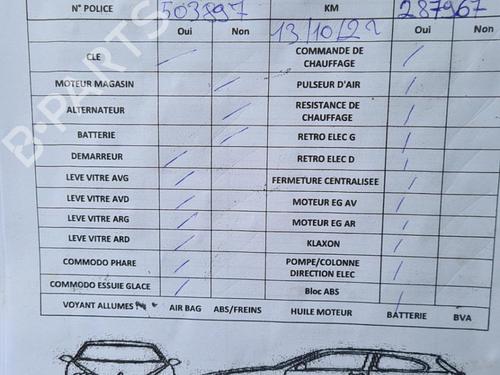 N° POLICE 503897 KM 287967
Oui Non 13/10/22 Oui Non
CLE COMMANDE DE CHAUFFAGE
MOTEUR MAGASIN PULSEUR D'AIR
ALTERNATEUR RESISTANCE DE CHAUFFAGE
BATTERIE RETRO ELEC G
DEMARREUR RETRO ELEC D
LEVE VITRE AVG FERMETURE CENTRALISEE
LEVE VITRE AVD MOTEUR EG AV
LEVE VITRE ARG MOTEUR EG AR
LEVE VITRE ARD KLAXON
COMMODO PHARE POMPE/COLONNE DIRECTION ELEC
COMMODO ESSUIE GLACE Bloc ABS
VOYANT ALLUMES AIR BAG ABS/FREINS HUILE MOTEUR BATTERIE BVA
B-PARTS